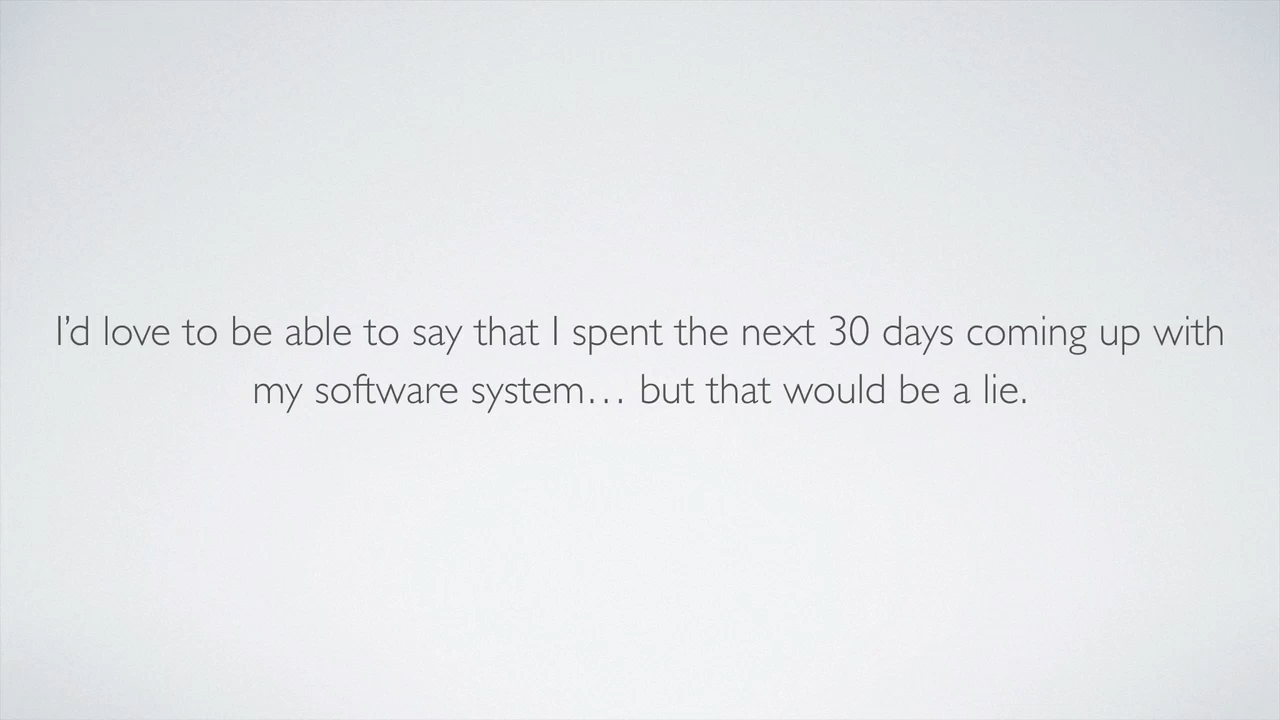 I’d love to be able to say that I spent the next 30 days coming up with
my software system… but that would be a lie.